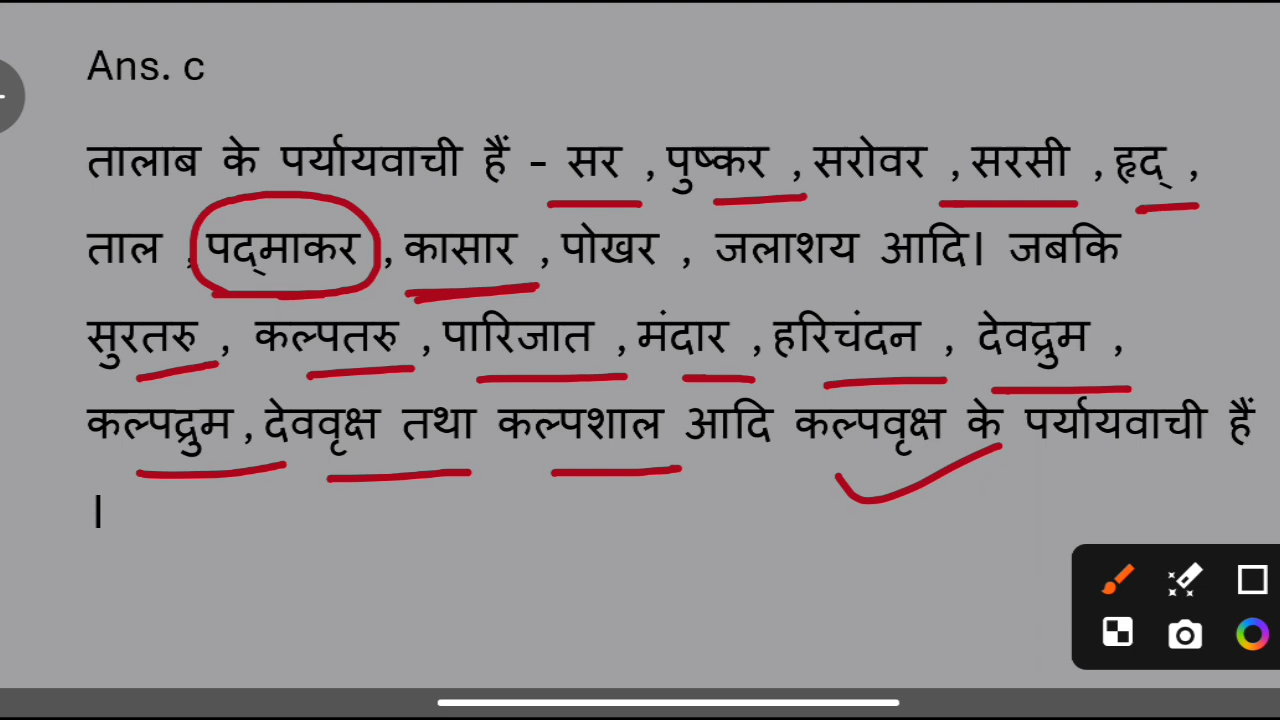 Ans. c
तालाब के पर्यायवाची हैं - सर ,पुष्कर ,सरोवर ,सरसी ,हृद् ,
ताल ,पद्माकर ,कासार ,पोखर , जलाशय आदि। जबकि
सुरतरु , कल्पतरु ,पारिजात ,मंदार ,हरिचंदन , देवद्रुम ,
कल्पद्रुम ,देववृक्ष तथा कल्पशाल आदि कल्पवृक्ष के पर्यायवाची हैं
।